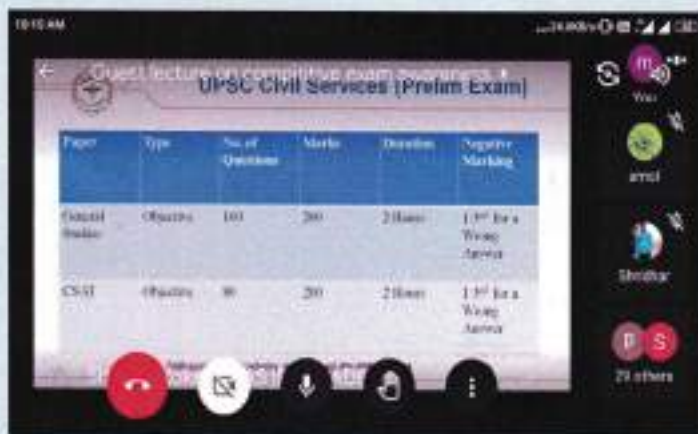 10:15 AM
Guest lecture on competitive exam awareness
UPSC Civil Services (Prelim Exam)
Paper Type No. of Questions Marks Duration Negative Marking
General Studies Objective 100 200 2 Hours 1/3rd for a Wrong Answer
CSAT Objective 80 200 2 Hours 1/3rd for a Wrong Answer
m
You
amol
Shridhar
P S
29 others